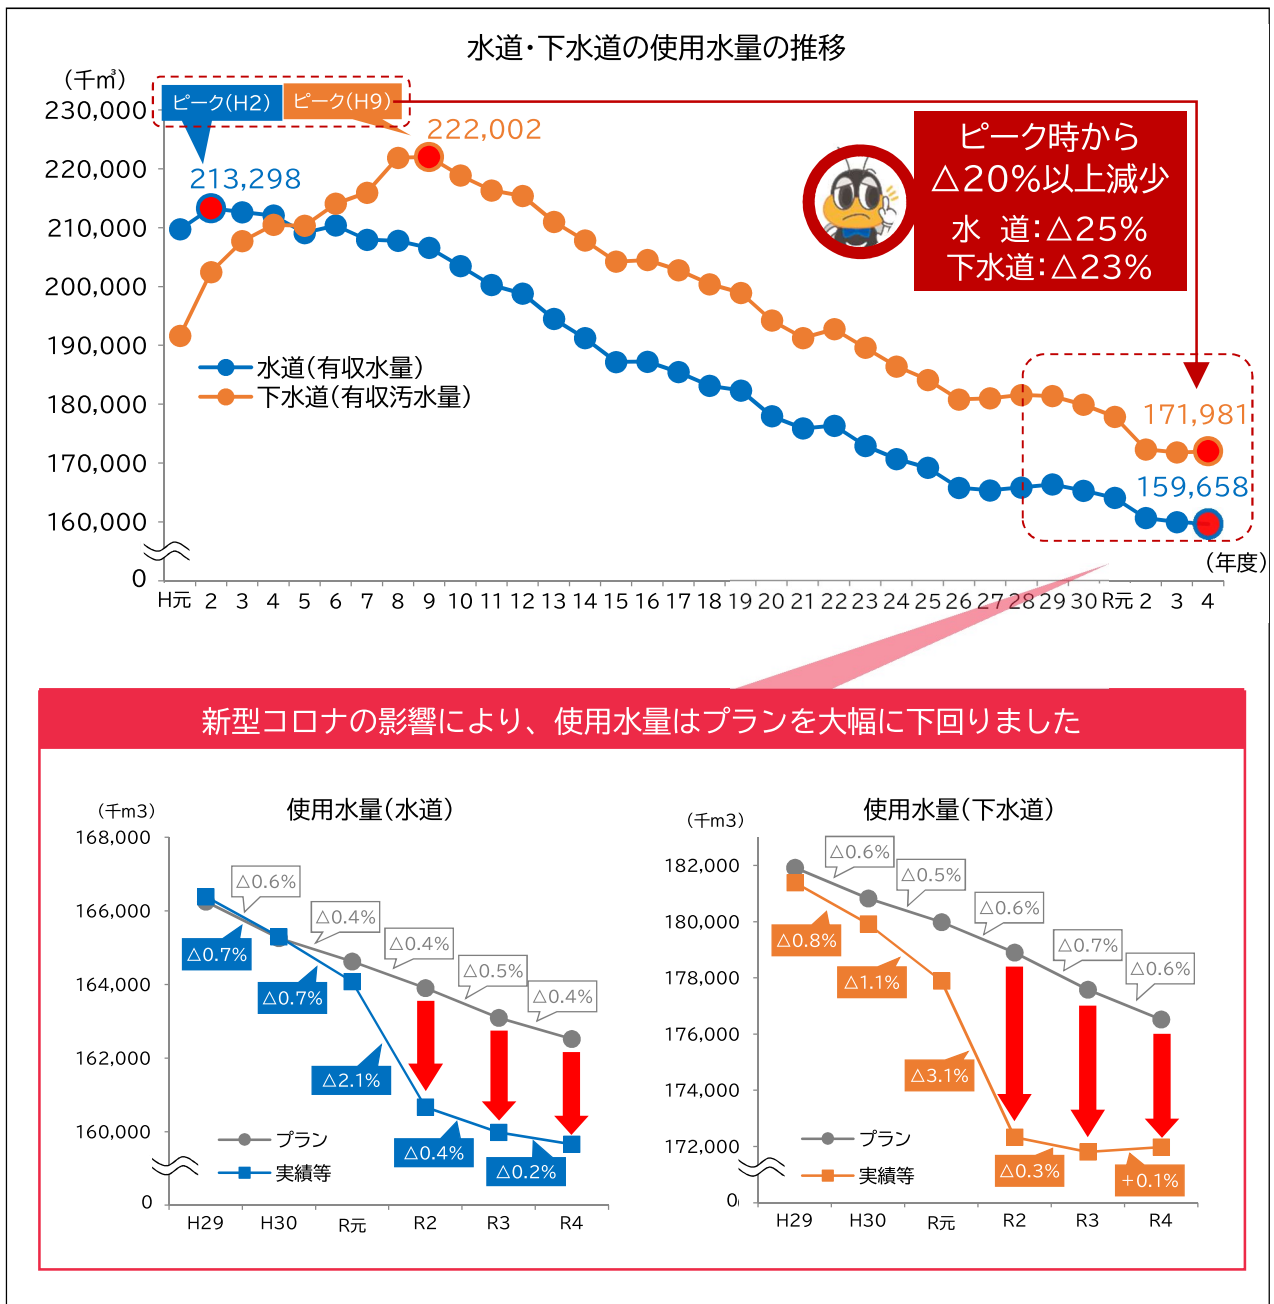 水道・下水道の使用水量の推移
（千㎥）
ピーク（H2）
ピーク（H9）
230,000
220,000
210,000
200,000
190,000
180,000
170,000
160,000
0
222,002
213,298
ピーク時から
△20%以上減少
水 道：△25%
下水道：△23%
水道（有収水量）
下水道（有収汚水量）
171,981
159,658
（年度）
H元 2 3 4 5 6 7 8 9 10 11 12 13 14 15 16 17 18 19 20 21 22 23 24 25 26 27 28 29 30 R元 2 3 4
新型コロナの影響により、使用水量はプランを大幅に下回りました
（千m3）
使用水量（水道）
168,000
166,000
164,000
162,000
160,000
0
△0.6%
△0.4%
△0.4%
△0.5%
△0.4%
△0.7%
△0.7%
△2.1%
△0.4%
△0.2%
プラン
実績等
H29 H30 R元 R2 R3 R4
（千m3）
使用水量（下水道）
182,000
180,000
178,000
176,000
174,000
172,000
0
△0.6%
△0.5%
△0.6%
△0.7%
△0.6%
△0.8%
△1.1%
△3.1%
△0.3%
+0.1%
プラン
実績等
H29 H30 R元 R2 R3 R4